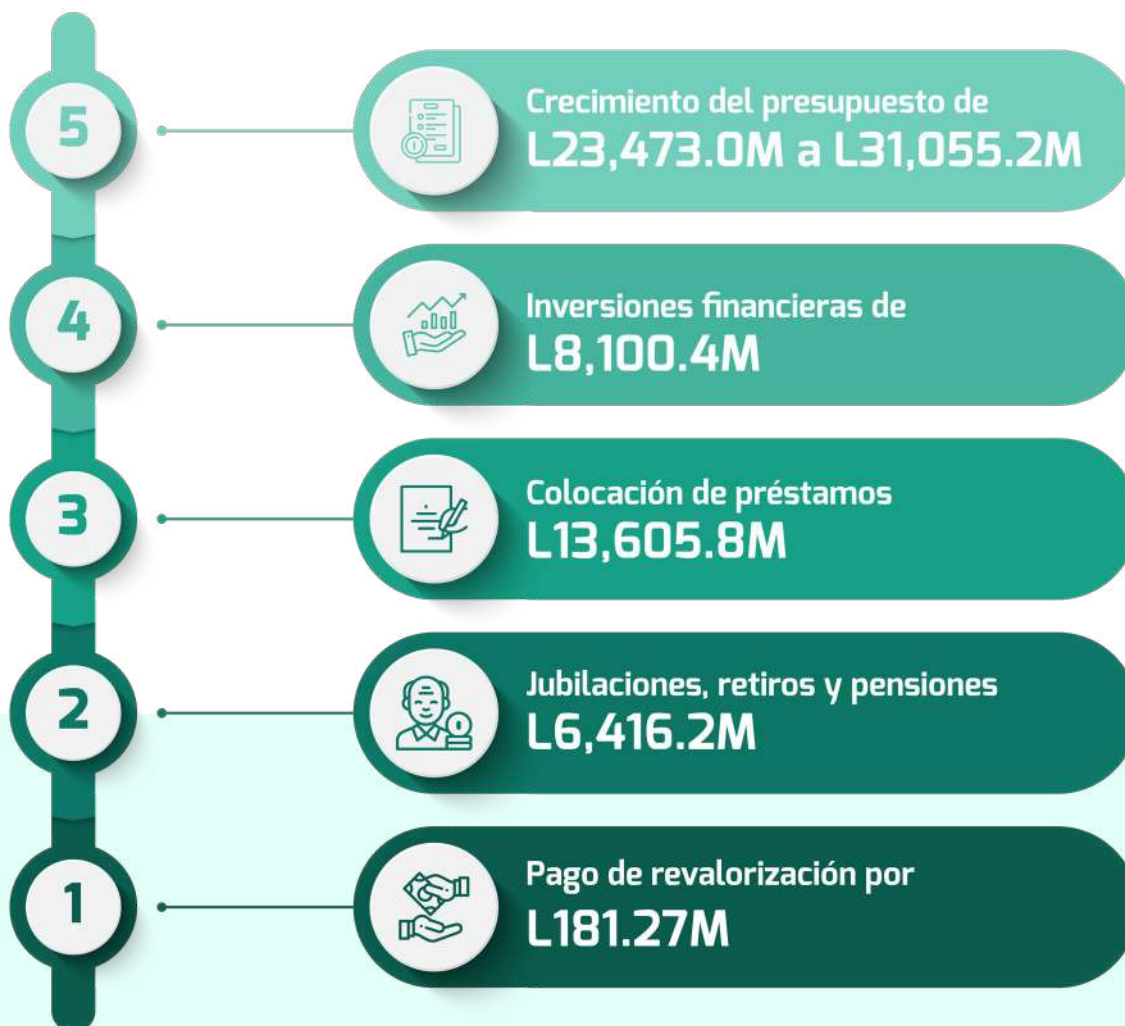 5
Crecimiento del presupuesto de
L23,473.0M a L31,055.2M
4
Inversiones financieras de
L8,100.4M
3
Colocación de préstamos
L13,605.8M
2
Jubilaciones, retiros y pensiones
L6,416.2M
1
Pago de revalorización por
L181.27M